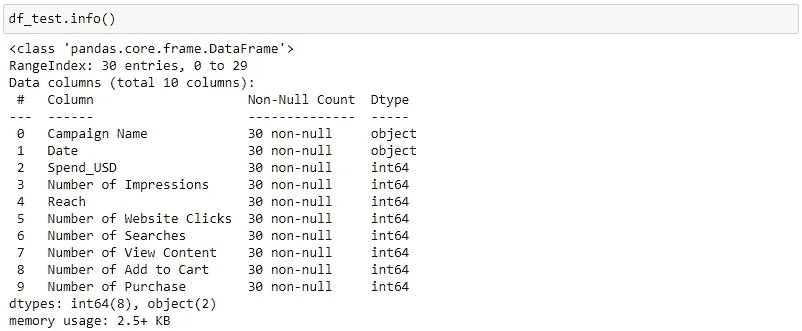 df_test.info()
<class 'pandas.core.frame.DataFrame'>
RangeIndex: 30 entries, 0 to 29
Data columns (total 10 columns):
 #   Column                    Non-Null Count  Dtype
---  ------                    --------------  -----
 0   Campaign Name             30 non-null     object
 1   Date                      30 non-null     object
 2   Spend_USD                 30 non-null     int64
 3   Number of Impressions     30 non-null     int64
 4   Reach                     30 non-null     int64
 5   Number of Website Clicks  30 non-null     int64
 6   Number of Searches        30 non-null     int64
 7   Number of View Content    30 non-null     int64
 8   Number of Add to Cart     30 non-null     int64
 9   Number of Purchase        30 non-null     int64
dtypes: int64(8), object(2)
memory usage: 2.5+ KB